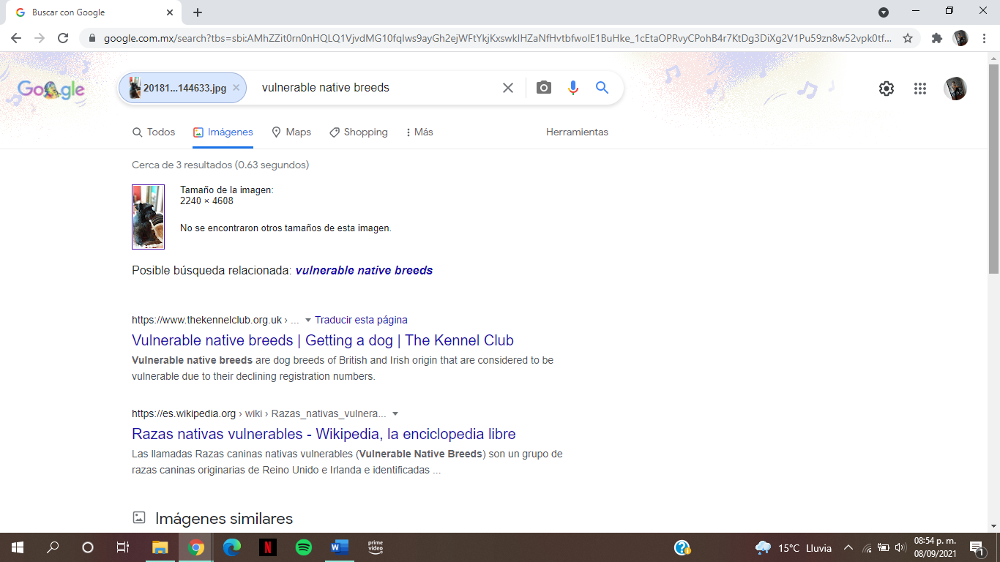 Buscar con Google
google.com.mx/search?tbs=sbi:AMhZZit0rn0nHQLQ1VjvdMG10fqlws9ayGh2ejWFtYkjKxswkIHZaNfHvtbfwolE1BuHke_1cEtaOPRvyCPohB4r7KtDg3DiXg2V1Pu59zn8w52vpk0tf...
Google
20181...144633.jpg
vulnerable native breeds
Todos
Imágenes
Maps
Shopping
Más
Herramientas
Cerca de 3 resultados (0.63 segundos)
Tamaño de la imagen:
2240 × 4608
No se encontraron otros tamaños de esta imagen.
Posible búsqueda relacionada: vulnerable native breeds
https://www.thekennelclub.org.uk › ... Traducir esta página
Vulnerable native breeds | Getting a dog | The Kennel Club
Vulnerable native breeds are dog breeds of British and Irish origin that are considered to be
vulnerable due to their declining registration numbers.
https://es.wikipedia.org › wiki › Razas_nativas_vulnera...
Razas nativas vulnerables - Wikipedia, la enciclopedia libre
Las llamadas Razas caninas nativas vulnerables (Vulnerable Native Breeds) son un grupo de
razas caninas originarias de Reino Unido e Irlanda e identificadas ...
Imágenes similares
prime
video
15°C Lluvia
08:54 p. m.
08/09/2021
1